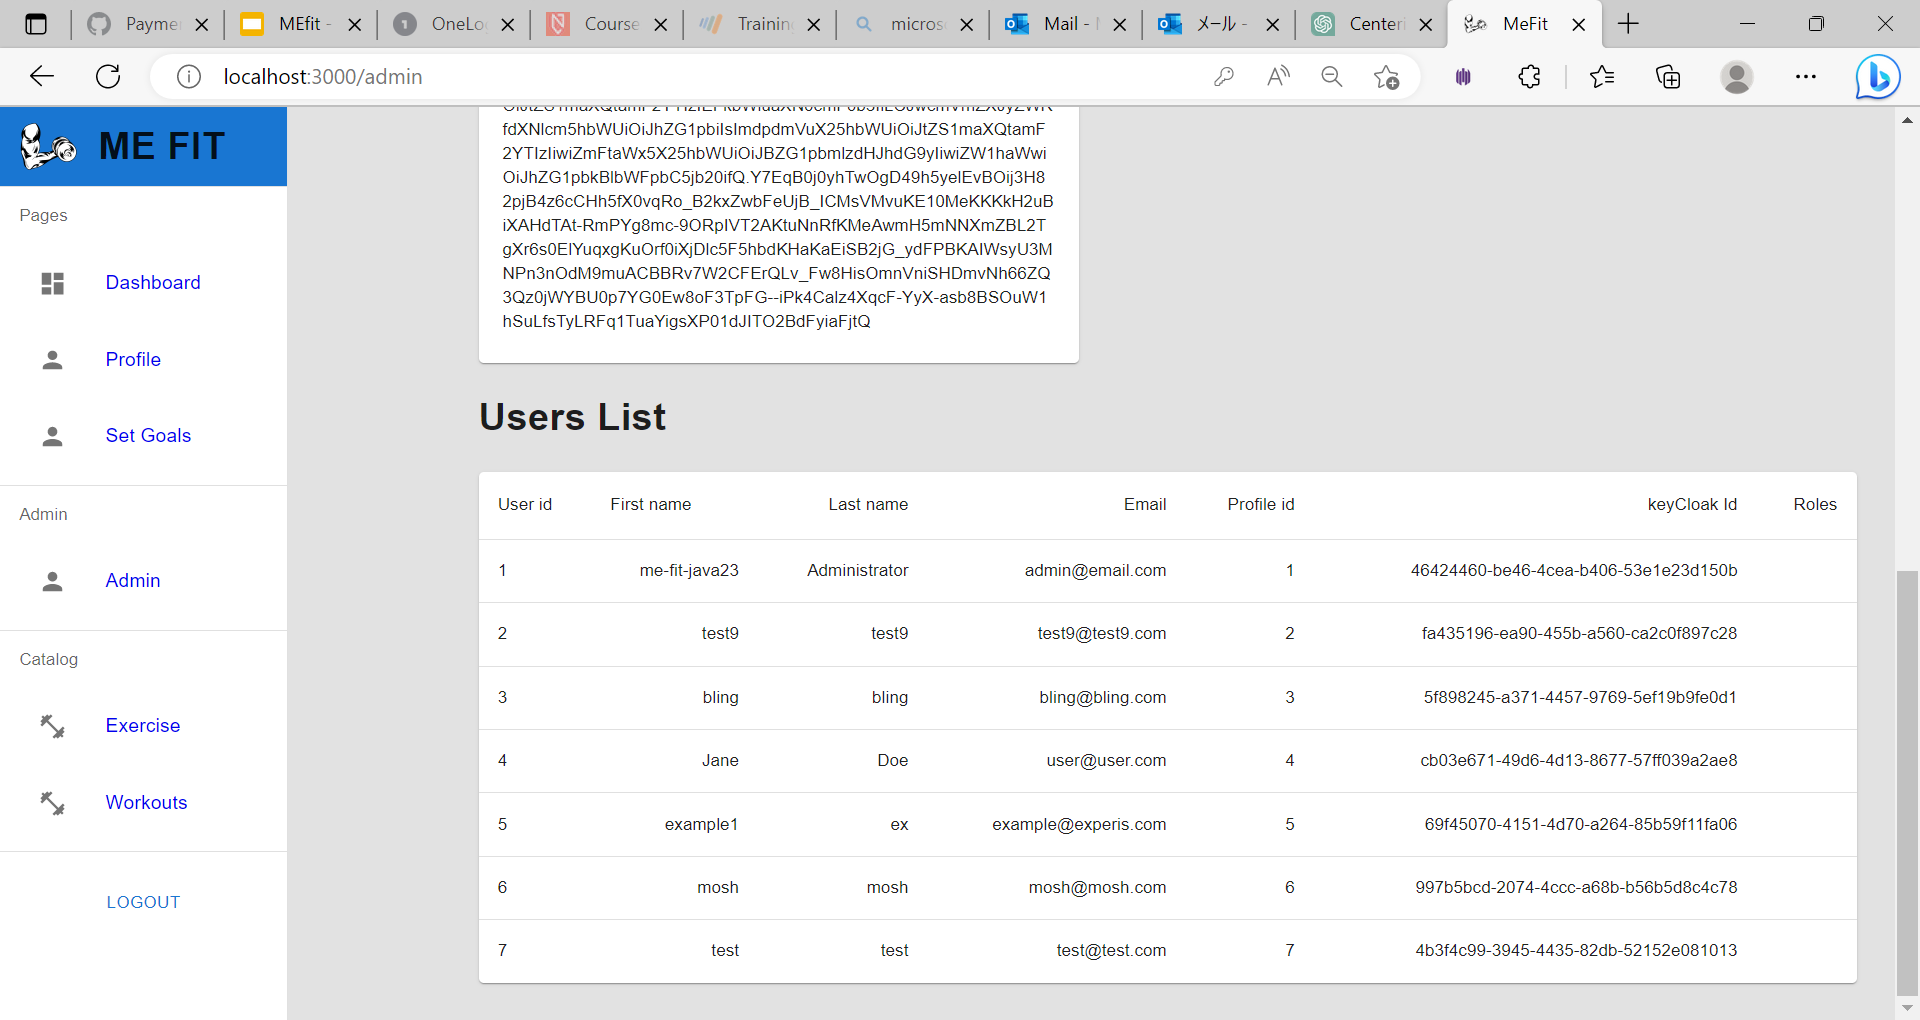 Payme
MEfit -
OneLo
Course
Training
micros
Mail -
メール -
Centeri
MeFit
localhost:3000/admin
ME FIT
Pages
Dashboard
Profile
Set Goals
Admin
Admin
Catalog
Exercise
Workouts
LOGOUT
fdXNlcm5hbWUiOiJhZG1pbiIsImdpdmVuX25hbWUiOiJtZS1maXQtamF
2YTIzIiwiZmFtaWx5X25hbWUiOiJBZG1pbmlzdHJhdG9yIiwiZW1haWwi
OiJhZG1pbkBlbWFpbC5jb20ifQ.Y7EqB0j0yhTwOgD49h5yelEvBOij3H8
2pjB4z6cCHh5fX0vqRo_B2kxZwbFeUjB_ICMsVMvuKE10MeKKKkH2uB
iXAHdTAt-RmPYg8mc-9ORpIVT2AKtuNnRfKMeAwmH5mNNXmZBL2T
gXr6s0ElYuqxgKuOrf0iXjDlc5F5hbdKHaKaEiSB2jG_ydFPBKAIWsyU3M
NPn3nOdM9muACBBRv7W2CFErQLv_Fw8HisOmnVniSHDmvNh66ZQ
3Qz0jWYBU0p7YG0Ew8oF3TpFG--iPk4Calz4XqcF-YyX-asb8BSOuW1
hSuLfsTyLRFq1TuaYigsXP01dJITO2BdFyiaFjtQ
Users List
User id First name Last name Email Profile id keyCloak Id Roles
1 me-fit-java23 Administrator admin@email.com 1 46424460-be46-4cea-b406-53e1e23d150b
2 test9 test9 test9@test9.com 2 fa435196-ea90-455b-a560-ca2c0f897c28
3 bling bling bling@bling.com 3 5f898245-a371-4457-9769-5ef19b9fe0d1
4 Jane Doe user@user.com 4 cb03e671-49d6-4d13-8677-57ff039a2ae8
5 example1 ex example@experis.com 5 69f45070-4151-4d70-a264-85b59f11fa06
6 mosh mosh mosh@mosh.com 6 997b5bcd-2074-4ccc-a68b-b56b5d8c4c78
7 test test test@test.com 7 4b3f4c99-3945-4435-82db-52152e081013